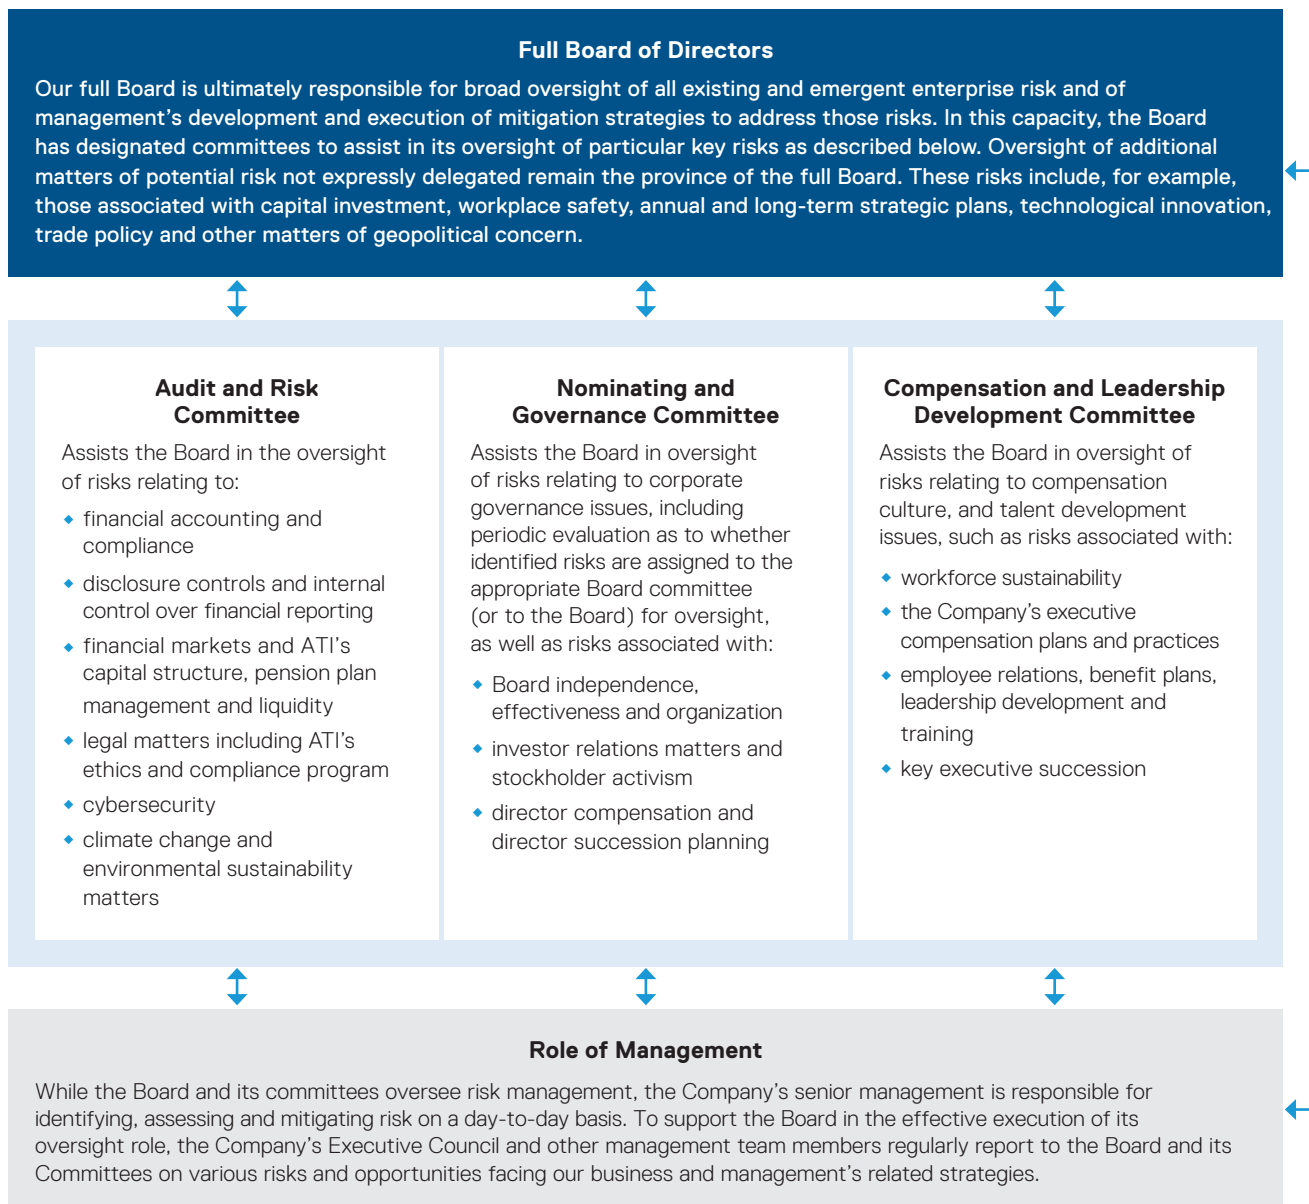 Full Board of Directors
Our full Board is ultimately responsible for broad oversight of all existing and emergent enterprise risk and of
management’s development and execution of mitigation strategies to address those risks. In this capacity, the Board
has designated committees to assist in its oversight of particular key risks as described below. Oversight of additional
matters of potential risk not expressly delegated remain the province of the full Board. These risks include, for example,
those associated with capital investment, workplace safety, annual and long-term strategic plans, technological innovation,
trade policy and other matters of geopolitical concern.
Audit and Risk
Committee
Assists the Board in the oversight
of risks relating to:
financial accounting and
compliance
disclosure controls and internal
control over financial reporting
financial markets and ATI’s
capital structure, pension plan
management and liquidity
legal matters including ATI’s
ethics and compliance program
cybersecurity
climate change and
environmental sustainability
matters
Nominating and
Governance Committee
Assists the Board in oversight
of risks relating to corporate
governance issues, including
periodic evaluation as to whether
identified risks are assigned to the
appropriate Board committee
(or to the Board) for oversight,
as well as risks associated with:
Board independence,
effectiveness and organization
investor relations matters and
stockholder activism
director compensation and
director succession planning
Compensation and Leadership
Development Committee
Assists the Board in oversight of
risks relating to compensation
culture, and talent development
issues, such as risks associated with:
workforce sustainability
the Company’s executive
compensation plans and practices
employee relations, benefit plans,
leadership development and
training
key executive succession
Role of Management
While the Board and its committees oversee risk management, the Company’s senior management is responsible for
identifying, assessing and mitigating risk on a day-to-day basis. To support the Board in the effective execution of its
oversight role, the Company’s Executive Council and other management team members regularly report to the Board and its
Committees on various risks and opportunities facing our business and management’s related strategies.